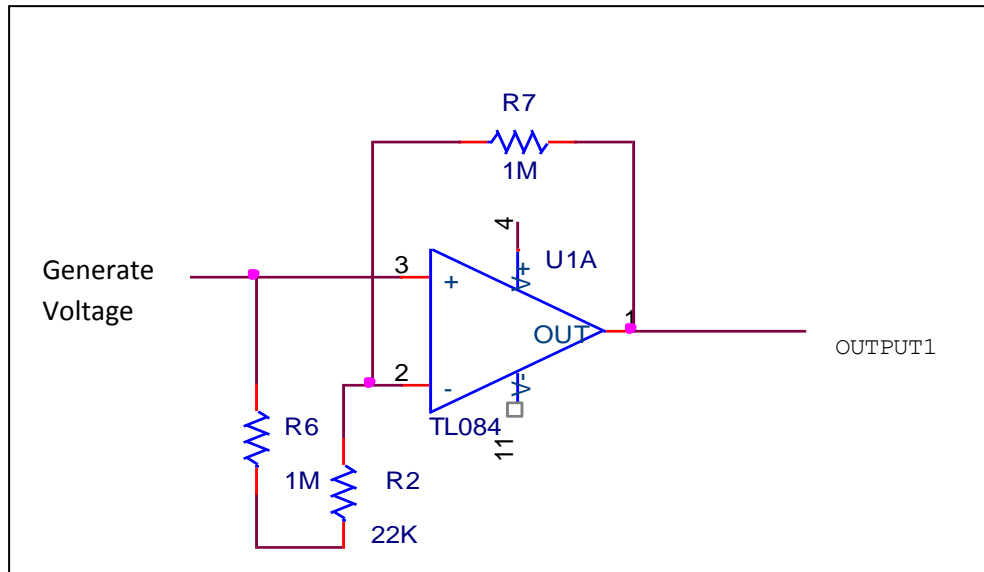 R7
1M
4
V+
U1A
Generate
Voltage
3
+
1
OUT
OUTPUT1
2
-
V-
TL084
11
R6
1M
R2
22K